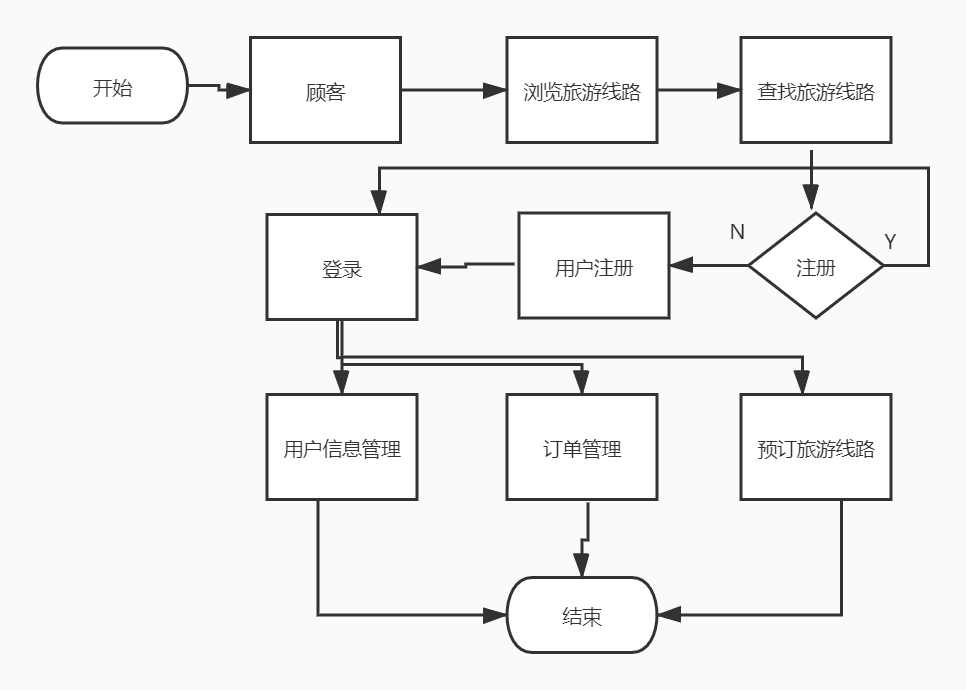 开始
顾客
浏览旅游线路
查找旅游线路
N
Y
登录
用户注册
注册
用户信息管理
订单管理
预订旅游线路
结束